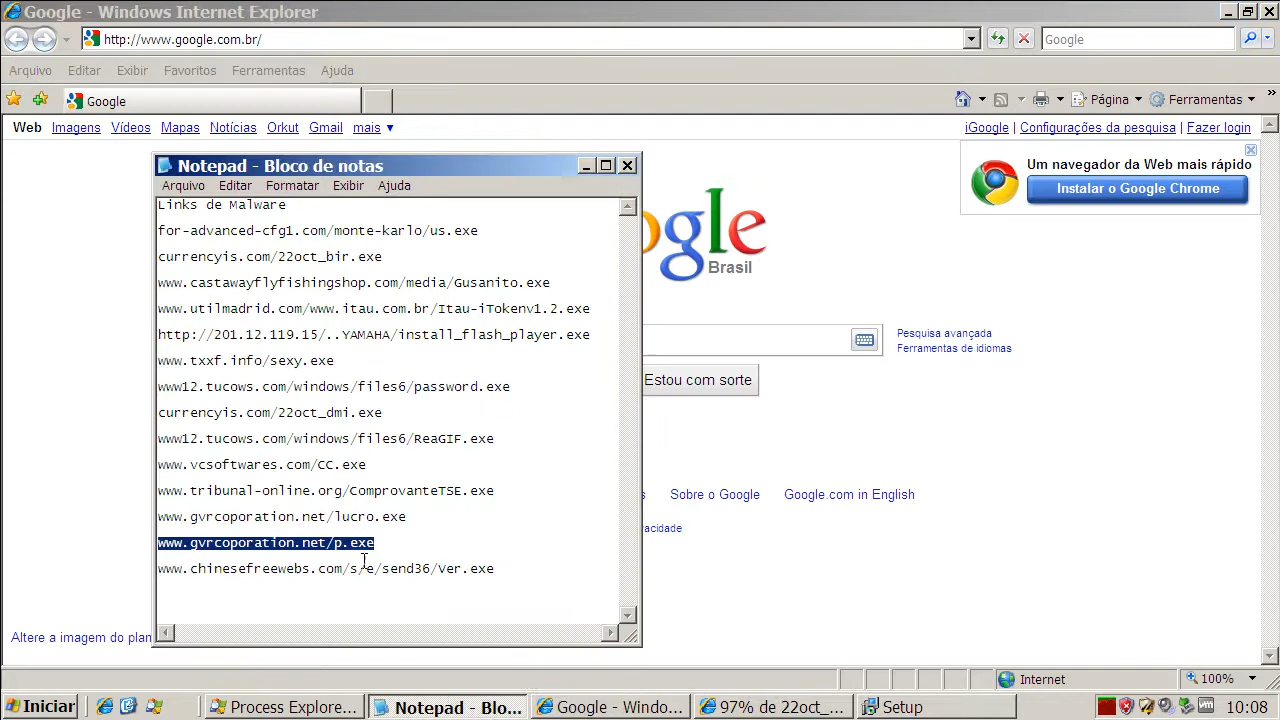 Google - Windows Internet Explorer
http://www.google.com.br/
Google
Arquivo Editar Exibir Favoritos Ferramentas Ajuda
Google
Página Ferramentas »
Web Imagens Vídeos Mapas Notícias Orkut Gmail mais ▼
iGoogle | Configurações da pesquisa | Fazer login
Um navegador da Web mais rápido
Instalar o Google Chrome
Notepad - Bloco de notas
Arquivo Editar Formatar Exibir Ajuda
Links de Malware
for-advanced-cfg1.com/monte-karlo/us.exe
currencyis.com/22oct_bir.exe
www.castawayflyfishingshop.com/media/Gusanito.exe
www.utilmadrid.com/www.itau.com.br/Itau-iTokenv1.2.exe
http://201.12.119.15/..YAMAHA/install_flash_player.exe
www.txxf.info/sexy.exe
www12.tucows.com/windows/files6/password.exe
currencyis.com/22oct_dmi.exe
www12.tucows.com/windows/files6/ReaGIF.exe
www.vcsoftwares.com/CC.exe
www.tribunal-online.org/ComprovanteTSE.exe
www.gvrcoporation.net/lucro.exe
www.gvrcoporation.net/p.exe
www.chinesefreewebs.com/s/e/send36/Ver.exe
ogle
Brasil
Pesquisa avançada
Ferramentas de idiomas
Estou com sorte
s Sobre o Google Google.com in English
vacidade
Altere a imagem do plan
Internet
100%
Iniciar
Process Explore...
Notepad - Blo...
Google - Windo...
97% de 22oct_...
Setup
10:08